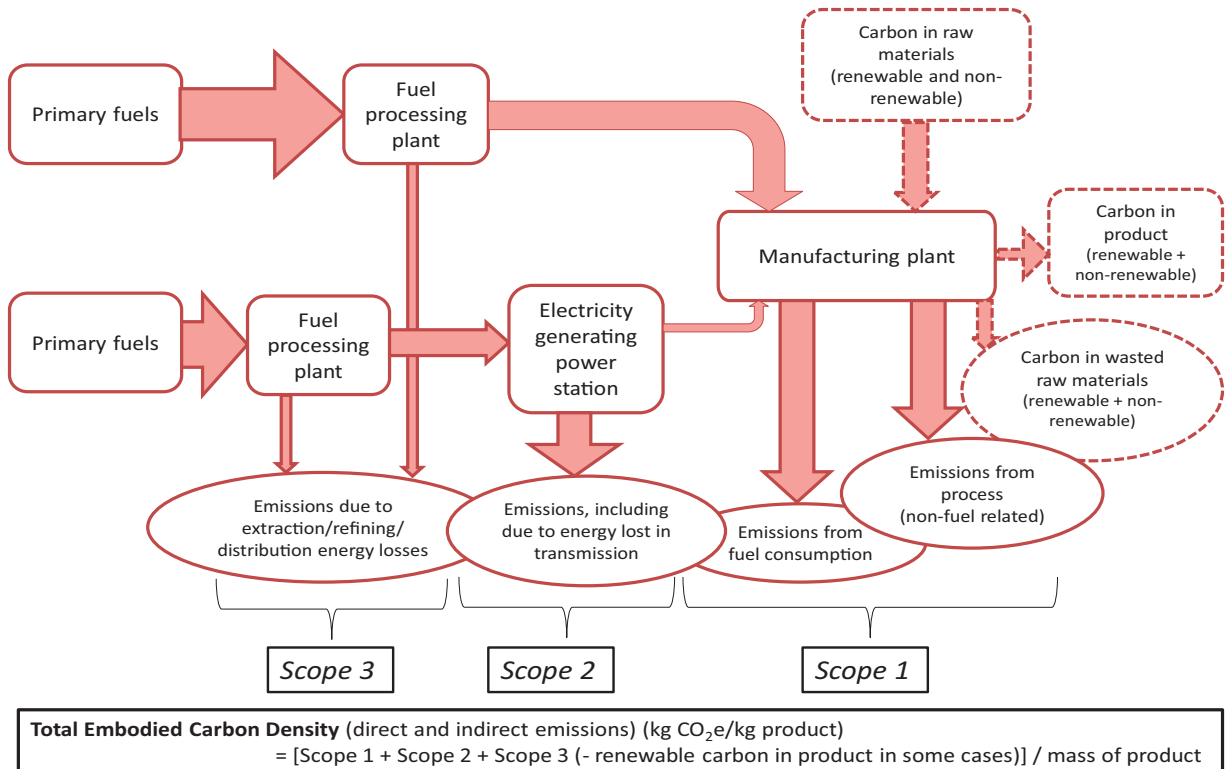 Primary fuels
Fuel
processing
plant
Carbon in raw
materials
(renewable and non-
renewable)
Manufacturing plant
Carbon in
product
(renewable +
non-renewable)
Primary fuels
Fuel
processing
plant
Electricity
generating
power
station
Carbon in wasted
raw materials
(renewable + non-
renewable)
Emissions due to
extraction/refining/
distribution energy losses
Emissions, including
due to energy lost in
transmission
Emissions from
fuel consumption
Emissions from
process
(non-fuel related)
Scope 3
Scope 2
Scope 1
Total Embodied Carbon Density (direct and indirect emissions) (kg CO₂e/kg product)
= [Scope 1 + Scope 2 + Scope 3 (- renewable carbon in product in some cases)] / mass of product